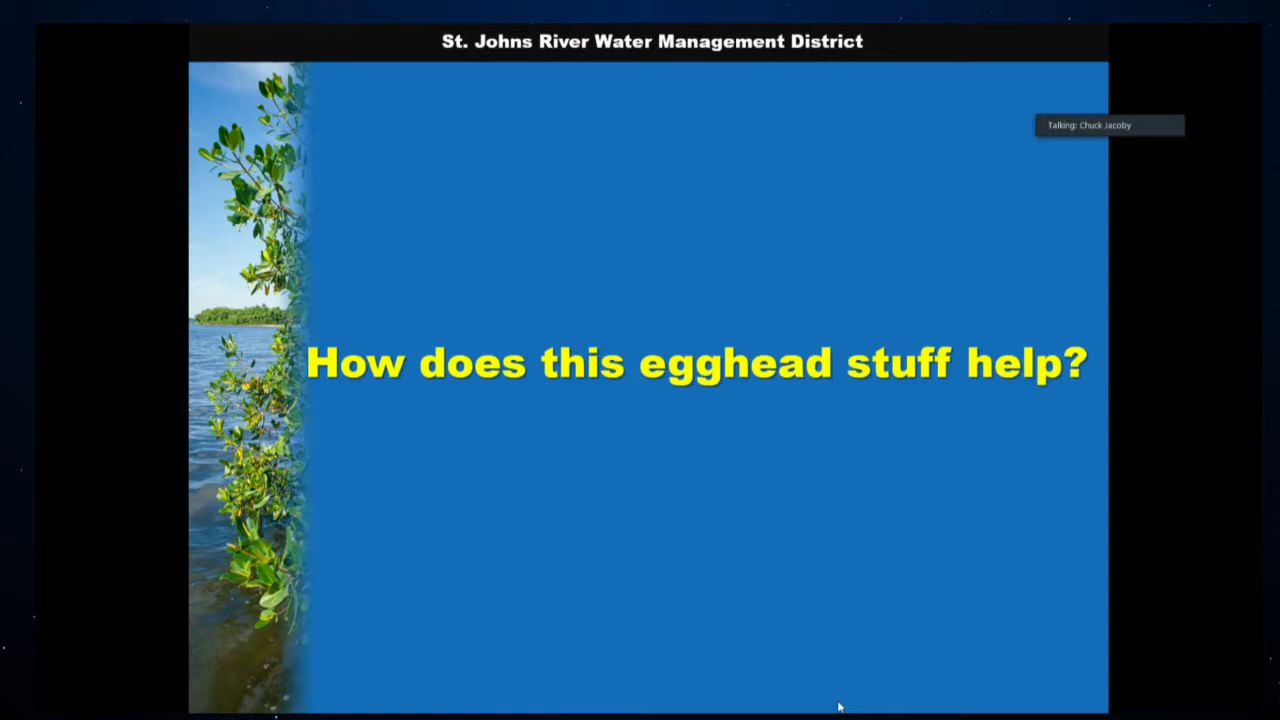 St. Johns River Water Management District
Talking: Chuck Jacoby
How does this egghead stuff help?